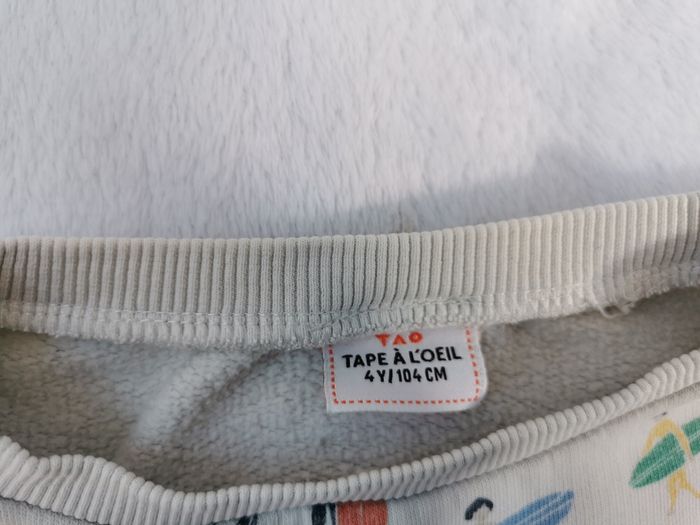 TAO
TAPE À L'OEIL
4Y/104 CM